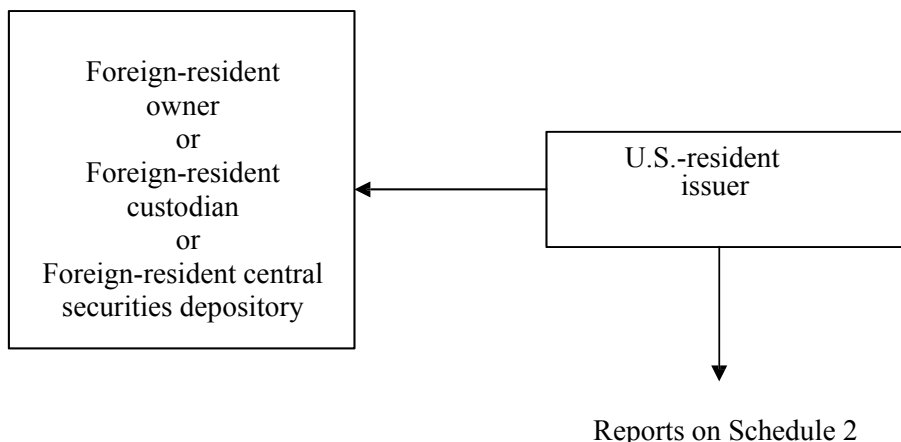 Foreign-resident
owner
or
Foreign-resident
custodian
or
Foreign-resident central
securities depository
U.S.-resident
issuer
Reports on Schedule 2